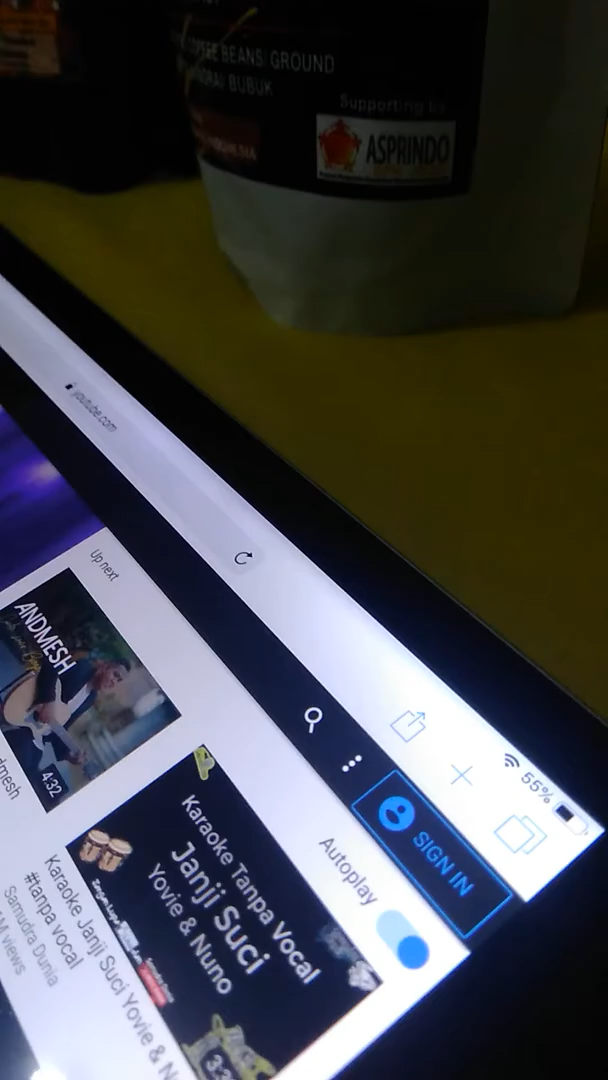 COFFEE BEANS GROUND
BUBUK
Supporting by
ASPRINDO
youtube.com
55%
SIGN IN
Up next
Autoplay
ANDMESH
4:32
Karaoke Tanpa Vocal
Janji Suci
Yovie & Nuno
Karaoke Janji Suci Yovie &
#tanpa vocal
Samudra Dunia
views